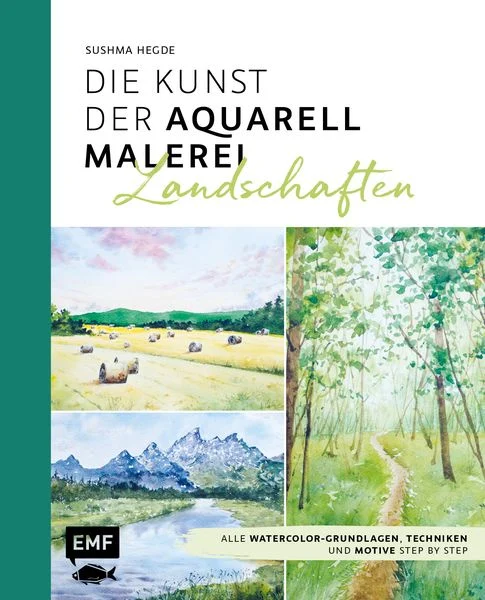 SUSHMA HEGDE
DIE KUNST
DER AQUARELL
MALEREI
Landschaften
ALLE WATERCOLOR-GRUNDLAGEN, TECHNIKEN
UND MOTIVE STEP BY STEP
EMF